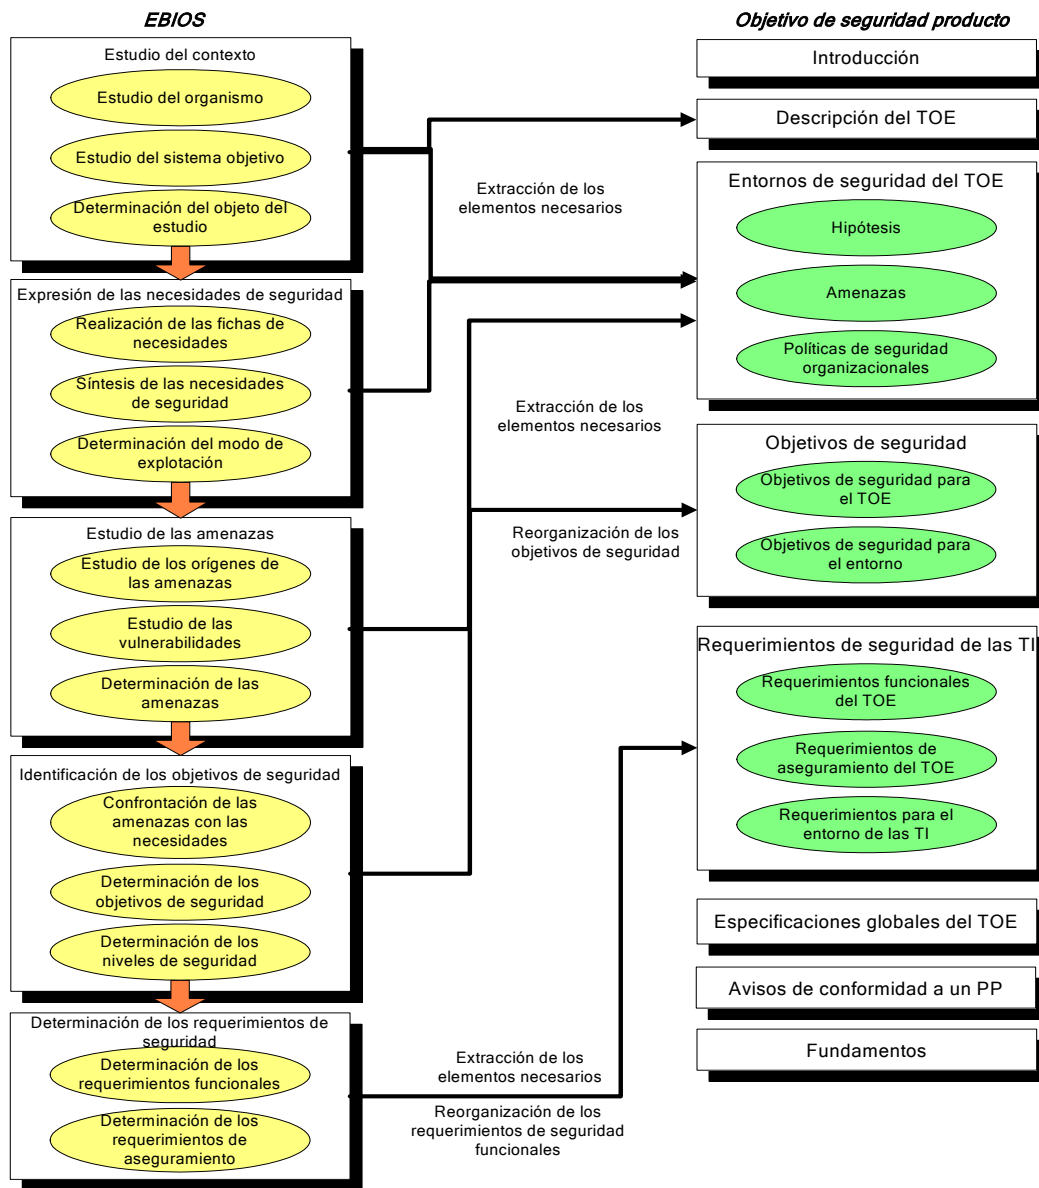 EBIOS
Estudio del contexto
Estudio del organismo
Estudio del sistema objetivo
Determinación del objeto del
estudio
Expresión de las necesidades de seguridad
Realización de las fichas de
necesidades
Síntesis de las necesidades
de seguridad
Determinación del modo de
explotación
Estudio de las amenazas
Estudio de los orígenes de
las amenazas
Estudio de las
vulnerabilidades
Determinación de las
amenazas
Identificación de los objetivos de seguridad
Confrontación de las
amenazas con las
necesidades
Determinación de los
objetivos de seguridad
Determinación de los
niveles de seguridad
Determinación de los requerimientos de
seguridad
Determinación de los
requerimientos funcionales
Determinación de los
requerimientos de
aseguramiento
Extracción de los
elementos necesarios
Extracción de los
elementos necesarios
Reorganización de los
objetivos de seguridad
Extracción de los
elementos necesarios
Reorganización de los
requerimientos de seguridad
funcionales
Objetivo de seguridad producto
Introducción
Descripción del TOE
Entornos de seguridad del TOE
Hipótesis
Amenazas
Políticas de seguridad
organizacionales
Objetivos de seguridad
Objetivos de seguridad para
el TOE
Objetivos de seguridad para
el entorno
Requerimientos de seguridad de las TI
Requerimientos funcionales
del TOE
Requerimientos de
aseguramiento del TOE
Requerimientos para el
entorno de las TI
Especificaciones globales del TOE
Avisos de conformidad a un PP
Fundamentos